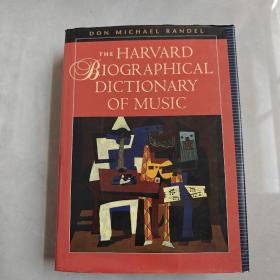 DON MICHAEL RANDEL
THE HARVARD
BIOGRAPHICAL
DICTIONARY
OF MUSIC